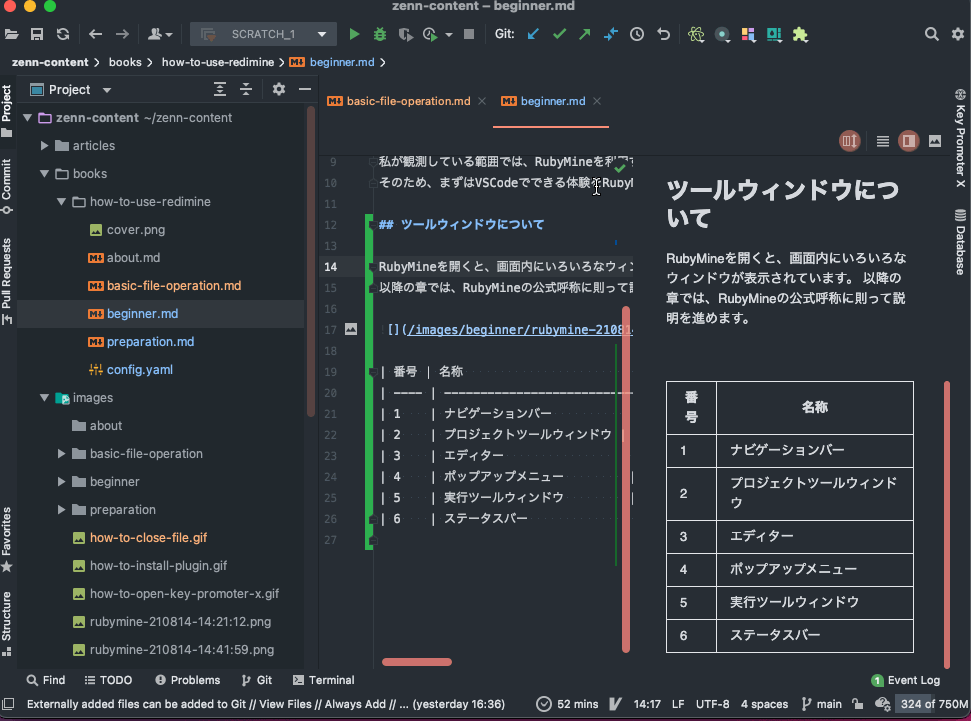 zenn-content – beginner.md
SCRATCH_1
Git:
zenn-content › books › how-to-use-redimine › beginner.md ›
Project
basic-file-operation.md
beginner.md
Project
Commit
Pull Requests
Favorites
Structure
zenn-content ~/zenn-content
articles
books
how-to-use-redimine
cover.png
about.md
basic-file-operation.md
beginner.md
preparation.md
config.yaml
images
about
basic-file-operation
beginner
preparation
how-to-close-file.gif
how-to-install-plugin.gif
how-to-open-key-promoter-x.gif
rubymine-210814-14:21:12.png
rubymine-210814-14:41:59.png
9 私が観測している範囲では、RubyMineを利用す
10 そのため、まずはVSCodeでできる体験をRubyM
11
12 ## ツールウィンドウについて
13
14 RubyMineを開くと、画面内にいろいろなウィン
15 以降の章では、RubyMineの公式呼称に則って
16
17 ![](/images/beginner/rubymine-21081
18
19 | 番号 | 名称
20 | ---- | ----------------------
21 | 1 | ナビゲーションバー
22 | 2 | プロジェクトツールウィンドウ |
23 | 3 | エディター
24 | 4 | ポップアップメニュー |
25 | 5 | 実行ツールウィンドウ |
26 | 6 | ステータスバー
27
ツールウィンドウにつ
いて
RubyMineを開くと、画面内にいろいろな
ウィンドウが表示されています。 以降の
章では、RubyMineの公式呼称に則って説
明を進めます。
番
号 名称
1 ナビゲーションバー
2 プロジェクトツールウィンド
ウ
3 エディター
4 ポップアップメニュー
5 実行ツールウィンドウ
6 ステータスバー
Key Promoter X
Database
Find
TODO
Problems
Git
Terminal
1 Event Log
Externally added files can be added to Git // View Files // Always Add // ... (yesterday 16:36)
52 mins
14:17
LF
UTF-8
4 spaces
main
324 of 750M